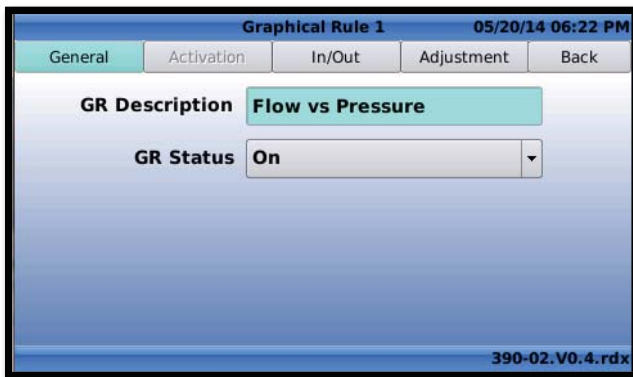 Graphical Rule 1 05/20/14 06:22 PM
General Activation In/Out Adjustment Back
GR Description Flow vs Pressure
GR Status On
390-02.V0.4.rdx